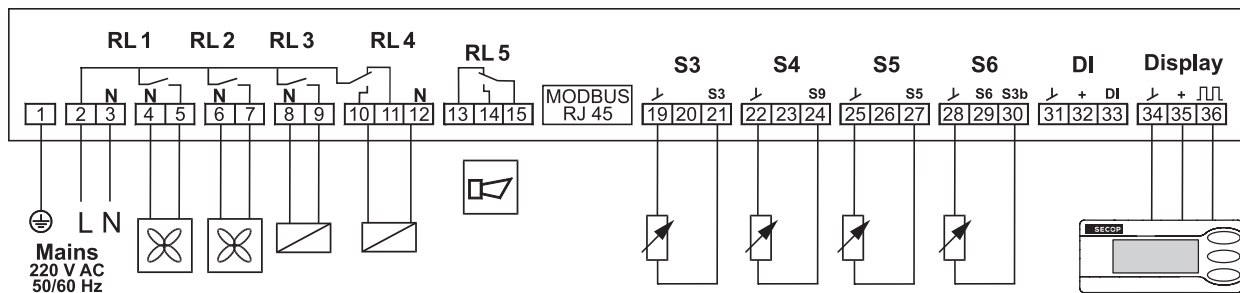 RL 1 RL 2 RL 3 RL 4 RL 5 S3 S4 S5 S6 DI Display
N N N N N S3 S9 S5 S6 S3b + DI +
1 2 3 4 5 6 7 8 9 10 11 12 13 14 15 MODBUS 19 20 21 22 23 24 25 26 27 28 29 30 31 32 33 34 35 36
RJ 45
L N
Mains
220 V AC
50/60 Hz
SECOP